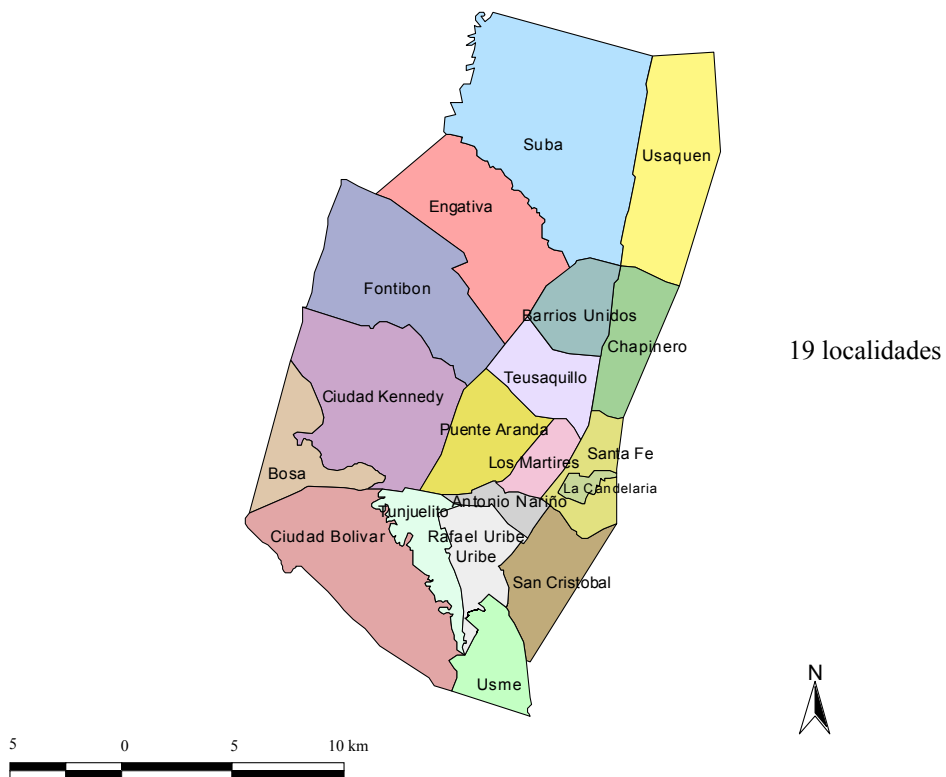 Suba
Usaquen
Engativa
Fontibon
Barrios Unidos
Chapinero
19 localidades
Teusaquillo
Ciudad Kennedy
Puente Aranda
Santa Fe
Los Martires
Bosa
La Candelaria
Antonio Nariño
Tunjuelito
Ciudad Bolivar
Rafael Uribe
Uribe
San Cristobal
Usme
N
5 0 5 10 km